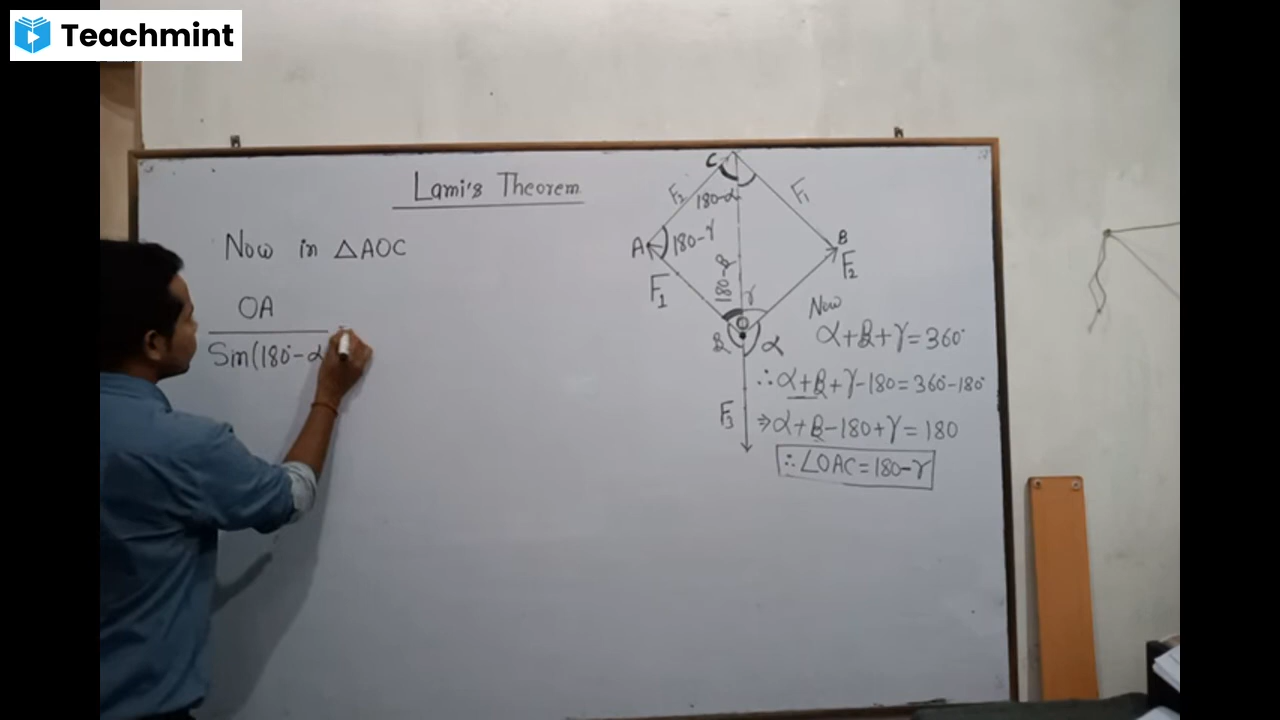 Teachmint
Lami's Theorem
Now in △AOC
OA
Sin(180°-α
C
F₂
180-α
F₁
A
180-γ
B
F₂
F₁
180-β
γ
O
β
α
F₃
Now
α+β+γ=360°
∴α+β+γ-180=360°-180°
⇒α+β-180+γ=180
∴∠OAC=180-γ